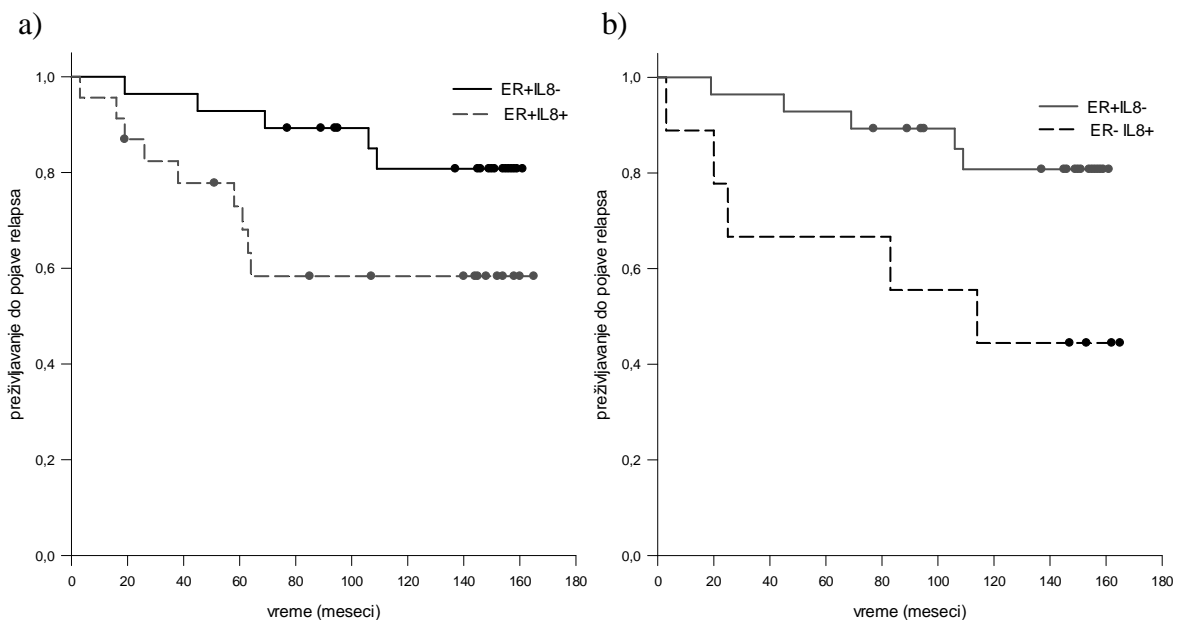 a)
preživljavanje do pojave relapsa
1,0
0,8
0,6
0,4
0,2
0,0
0 20 40 60 80 100 120 140 160 180
vreme (meseci)
ER+IL8-
ER+IL8+
b)
preživljavanje do pojave relapsa
1,0
0,8
0,6
0,4
0,2
0,0
0 20 40 60 80 100 120 140 160 180
vreme (meseci)
ER+IL8-
ER- IL8+